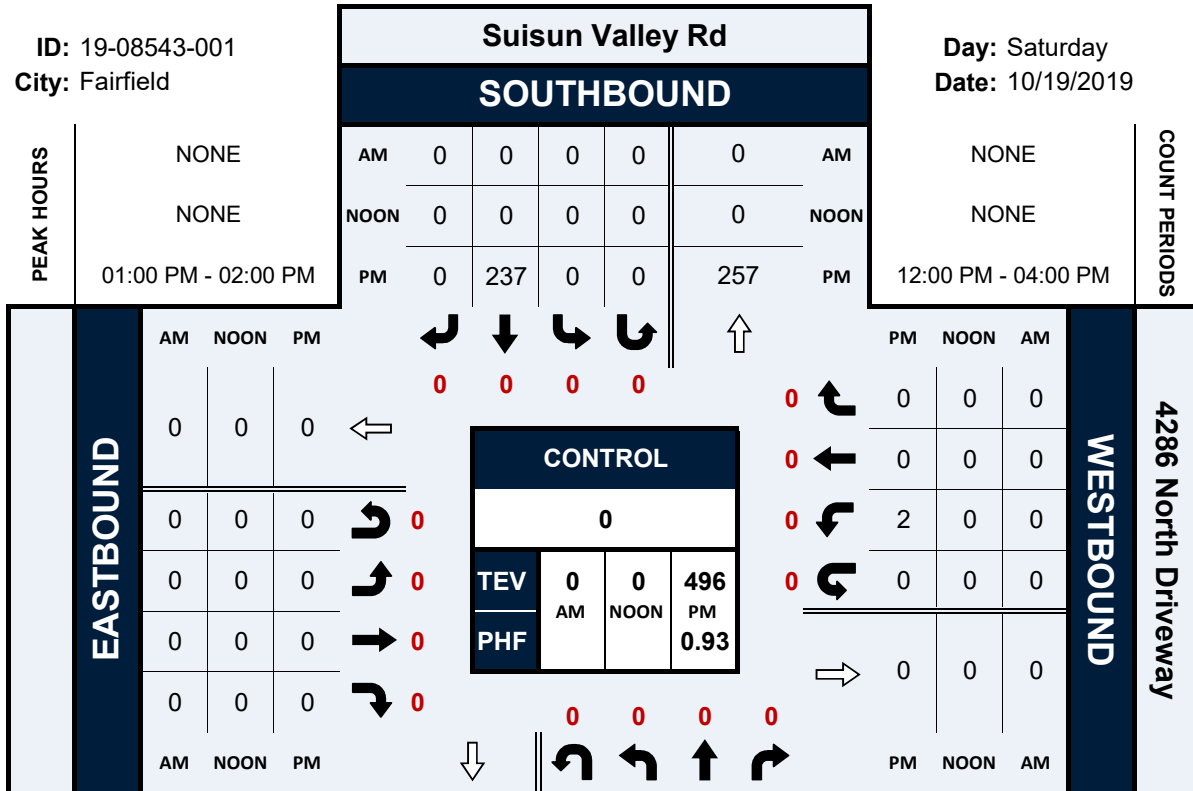 ID: 19-08543-001
City: Fairfield
Suisun Valley Rd
SOUTHBOUND
Day: Saturday
Date: 10/19/2019
PEAK HOURS
NONE
NONE
01:00 PM - 02:00 PM
AM 0 0 0 0 0 AM
NOON 0 0 0 0 0 NOON
PM 0 237 0 0 257 PM
NONE
NONE
12:00 PM - 04:00 PM
COUNT PERIODS
0 0 0 0
EASTBOUND
AM NOON PM
0 0 0
0 0 0 0
0 0 0 0
0 0 0 0
0 0 0 0
AM NOON PM
CONTROL
0
TEV 0 0 496
AM NOON PM
PHF 0.93
PM NOON AM
0 0 0 0
0 0 0 0
0 2 0 0
0 0 0 0
0 0 0
PM NOON AM
WESTBOUND
4286 North Driveway
0 0 0 0